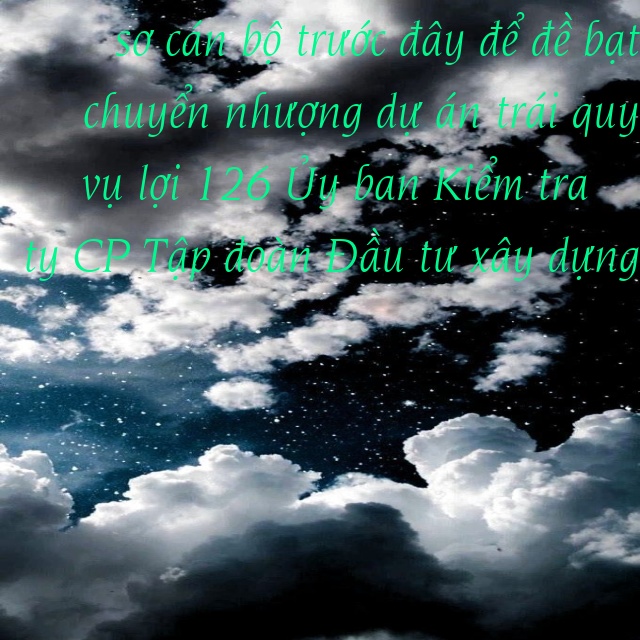 sơ cán bộ trước đây để đề bạt
chuyển nhượng dự án trái quy
vụ lợi 126 Ủy ban Kiểm tra
ty CP Tập đoàn Đầu tư xây dựng